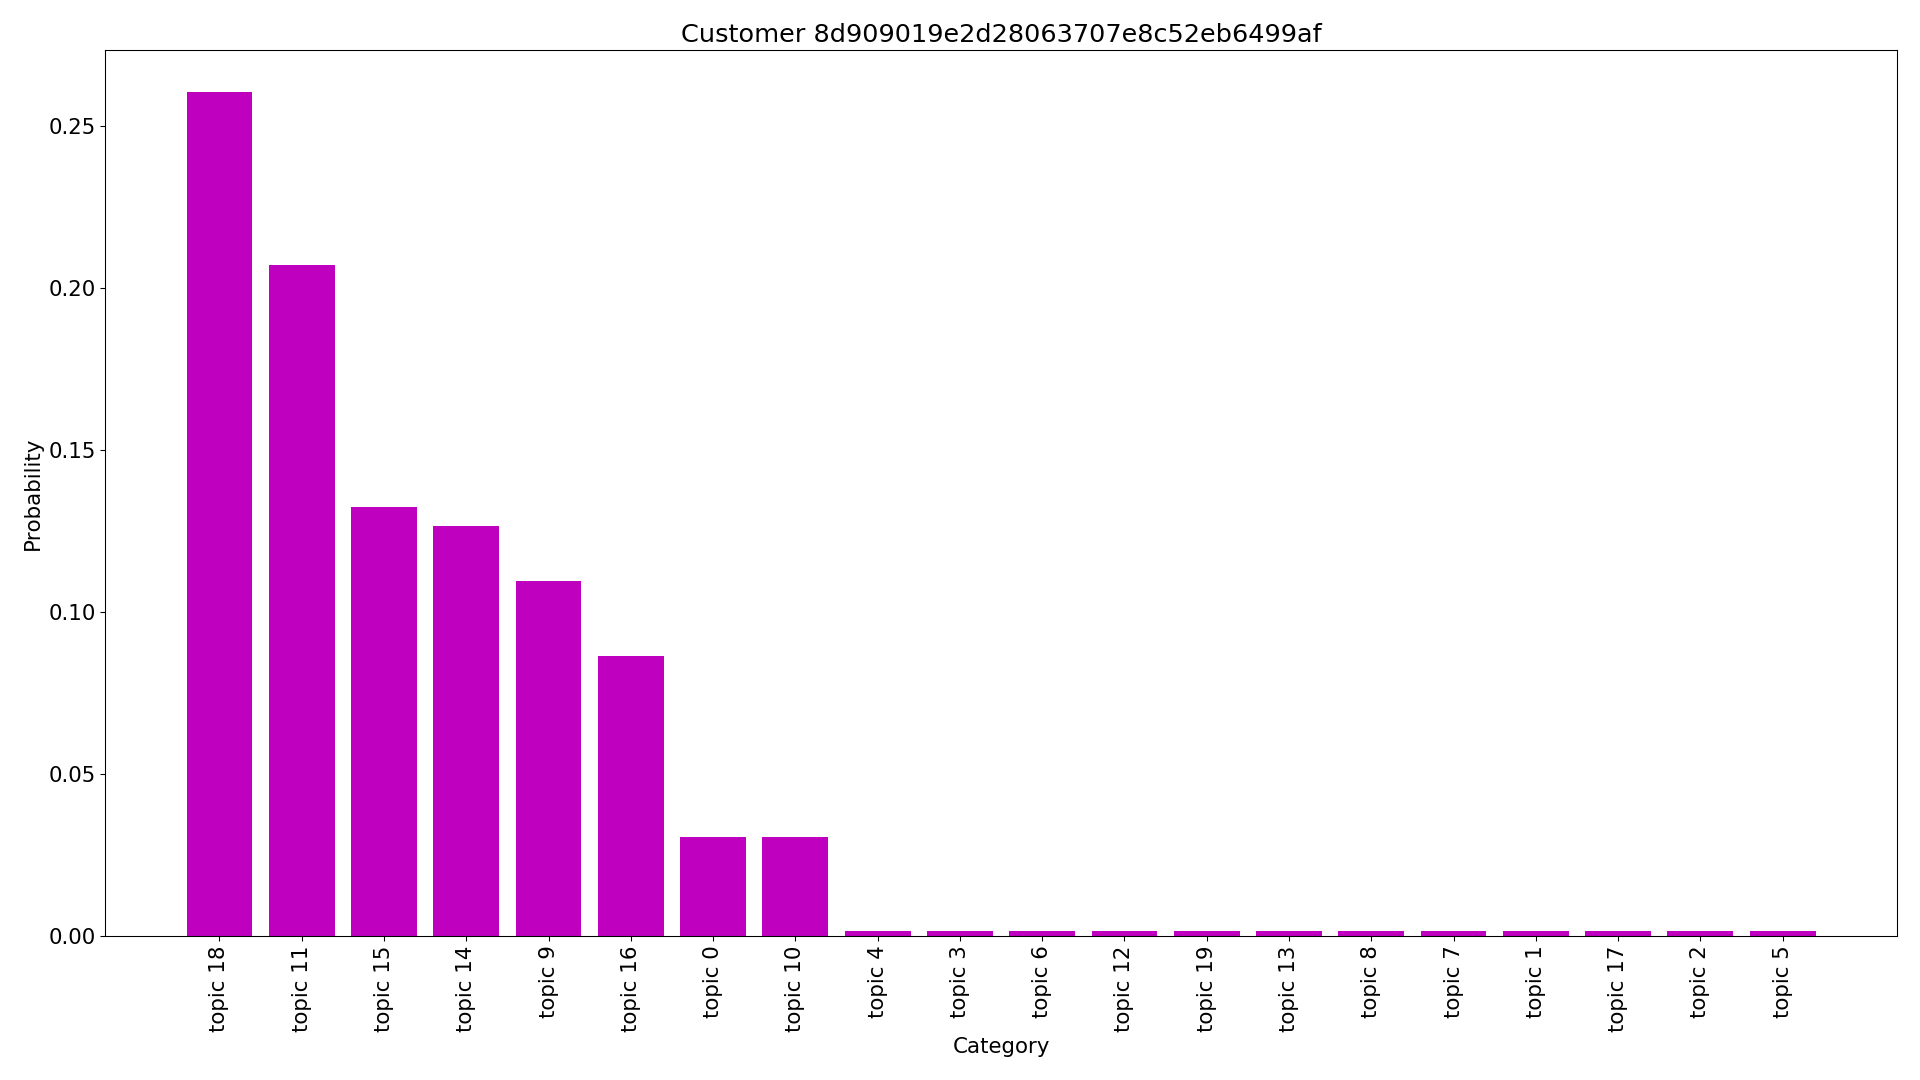 Customer 8d909019e2d28063707e8c52eb6499af
Probability
0.25
0.20
0.15
0.10
0.05
0.00
topic 18
topic 11
topic 15
topic 14
topic 9
topic 16
topic 0
topic 10
topic 4
topic 3
topic 6
topic 12
topic 19
topic 13
topic 8
topic 7
topic 1
topic 17
topic 2
topic 5
Category